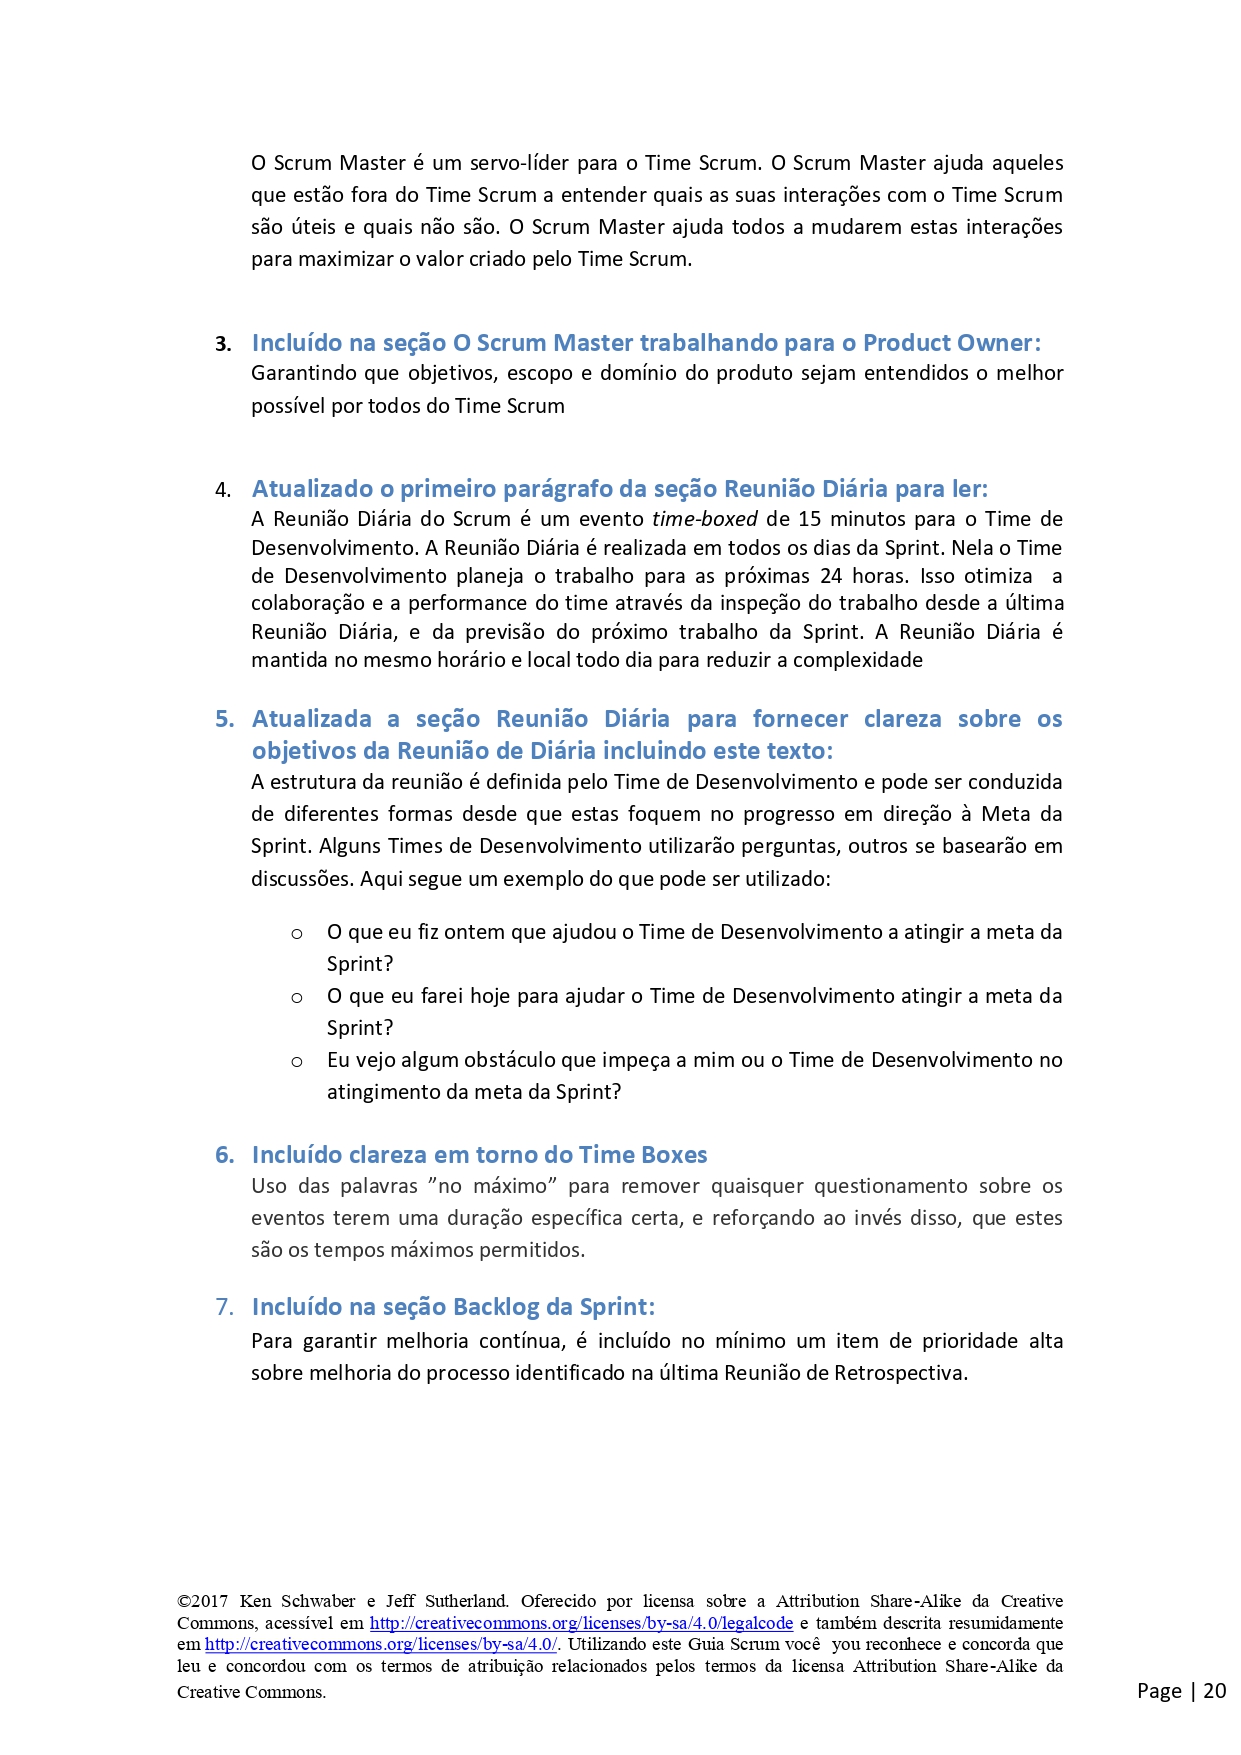 O Scrum Master é um servo-líder para o Time Scrum. O Scrum Master ajuda aqueles
que estão fora do Time Scrum a entender quais as suas interações com o Time Scrum
são úteis e quais não são. O Scrum Master ajuda todos a mudarem estas interações
para maximizar o valor criado pelo Time Scrum.
3. Incluído na seção O Scrum Master trabalhando para o Product Owner:
Garantindo que objetivos, escopo e domínio do produto sejam entendidos o melhor
possível por todos do Time Scrum
4. Atualizado o primeiro parágrafo da seção Reunião Diária para ler:
A Reunião Diária do Scrum é um evento time-boxed de 15 minutos para o Time de
Desenvolvimento. A Reunião Diária é realizada em todos os dias da Sprint. Nela o Time
de Desenvolvimento planeja o trabalho para as próximas 24 horas. Isso otimiza a
colaboração e a performance do time através da inspeção do trabalho desde a última
Reunião Diária, e da previsão do próximo trabalho da Sprint. A Reunião Diária é
mantida no mesmo horário e local todo dia para reduzir a complexidade
5. Atualizada a seção Reunião Diária para fornecer clareza sobre os
objetivos da Reunião de Diária incluindo este texto:
A estrutura da reunião é definida pelo Time de Desenvolvimento e pode ser conduzida
de diferentes formas desde que estas foquem no progresso em direção à Meta da
Sprint. Alguns Times de Desenvolvimento utilizarão perguntas, outros se basearão em
discussões. Aqui segue um exemplo do que pode ser utilizado:
o O que eu fiz ontem que ajudou o Time de Desenvolvimento a atingir a meta da
Sprint?
o O que eu farei hoje para ajudar o Time de Desenvolvimento atingir a meta da
Sprint?
o Eu vejo algum obstáculo que impeça a mim ou o Time de Desenvolvimento no
atingimento da meta da Sprint?
6. Incluído clareza em torno do Time Boxes
Uso das palavras ”no máximo” para remover quaisquer questionamento sobre os
eventos terem uma duração específica certa, e reforçando ao invés disso, que estes
são os tempos máximos permitidos.
7. Incluído na seção Backlog da Sprint:
Para garantir melhoria contínua, é incluído no mínimo um item de prioridade alta
sobre melhoria do processo identificado na última Reunião de Retrospectiva.
©2017 Ken Schwaber e Jeff Sutherland. Oferecido por licensa sobre a Attribution Share-Alike da Creative
Commons, acessível em http://creativecommons.org/licenses/by-sa/4.0/legalcode e também descrita resumidamente
em http://creativecommons.org/licenses/by-sa/4.0/. Utilizando este Guia Scrum você you reconhece e concorda que
leu e concordou com os termos de atribuição relacionados pelos termos da licensa Attribution Share-Alike da
Creative Commons.
Page | 20